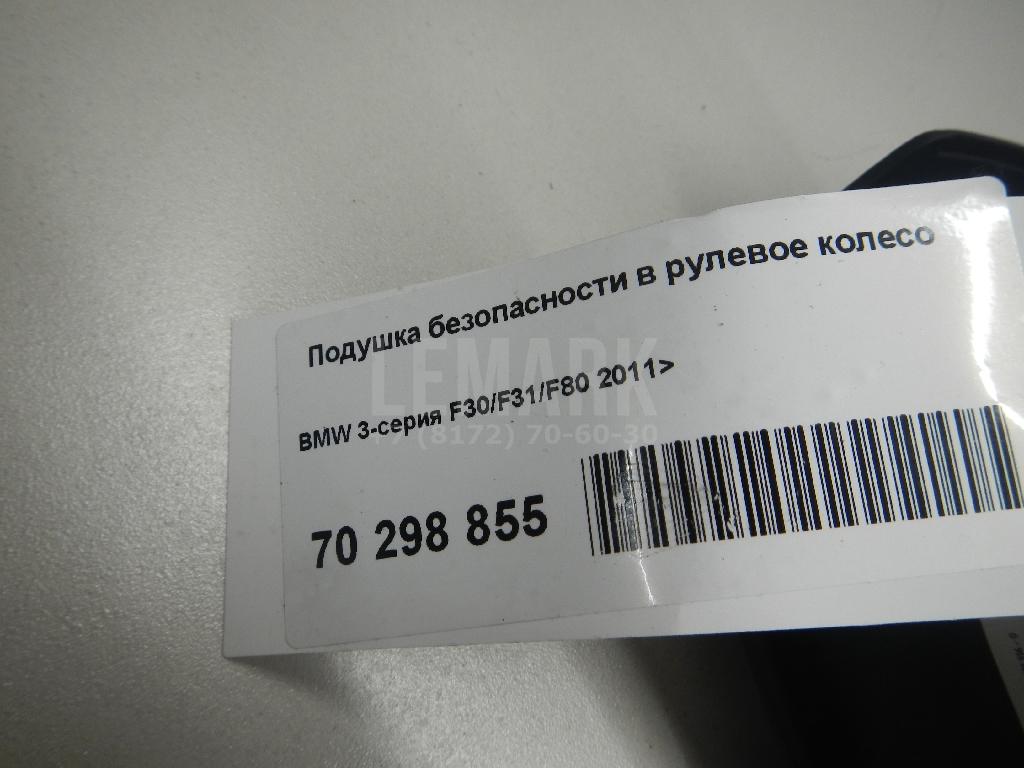 Подушка безопасности в рулевое колесо
BMW 3-серия F30/F31/F80 2011>
LEMARK
+7 (8172) 70-60-30
70 298 855